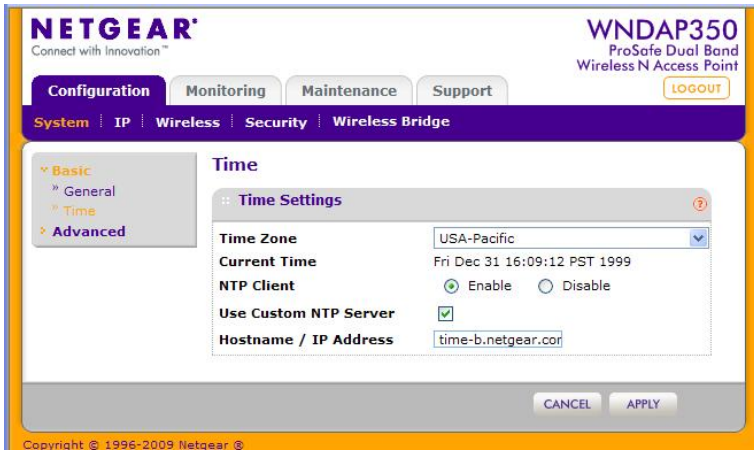 NETGEAR®
Connect with Innovation™
WNDAP350
ProSafe Dual Band
Wireless N Access Point
Configuration Monitoring Maintenance Support
LOGOUT
System IP Wireless Security Wireless Bridge
Basic
» General
» Time
Advanced
Time
Time Settings
?
Time Zone USA-Pacific
Current Time Fri Dec 31 16:09:12 PST 1999
NTP Client Enable Disable
Use Custom NTP Server
Hostname / IP Address time-b.netgear.cor
CANCEL APPLY
Copyright © 1996-2009 Netgear ®